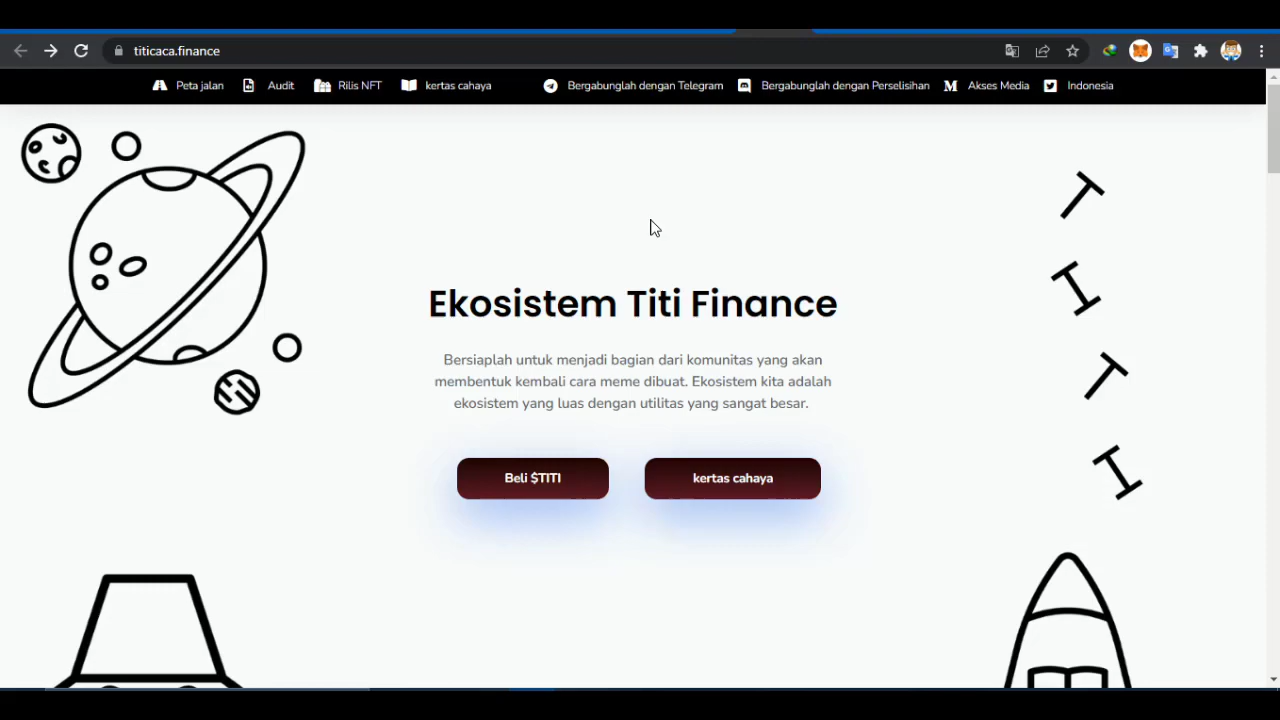 titicaca.finance
Peta jalan Audit Rilis NFT kertas cahaya Bergabunglah dengan Telegram Bergabunglah dengan Perselisihan Akses Media Indonesia
Ekosistem Titi Finance
Bersiaplah untuk menjadi bagian dari komunitas yang akan
membentuk kembali cara meme dibuat. Ekosistem kita adalah
ekosistem yang luas dengan utilitas yang sangat besar.
Beli $TITI kertas cahaya
T
I
T
I